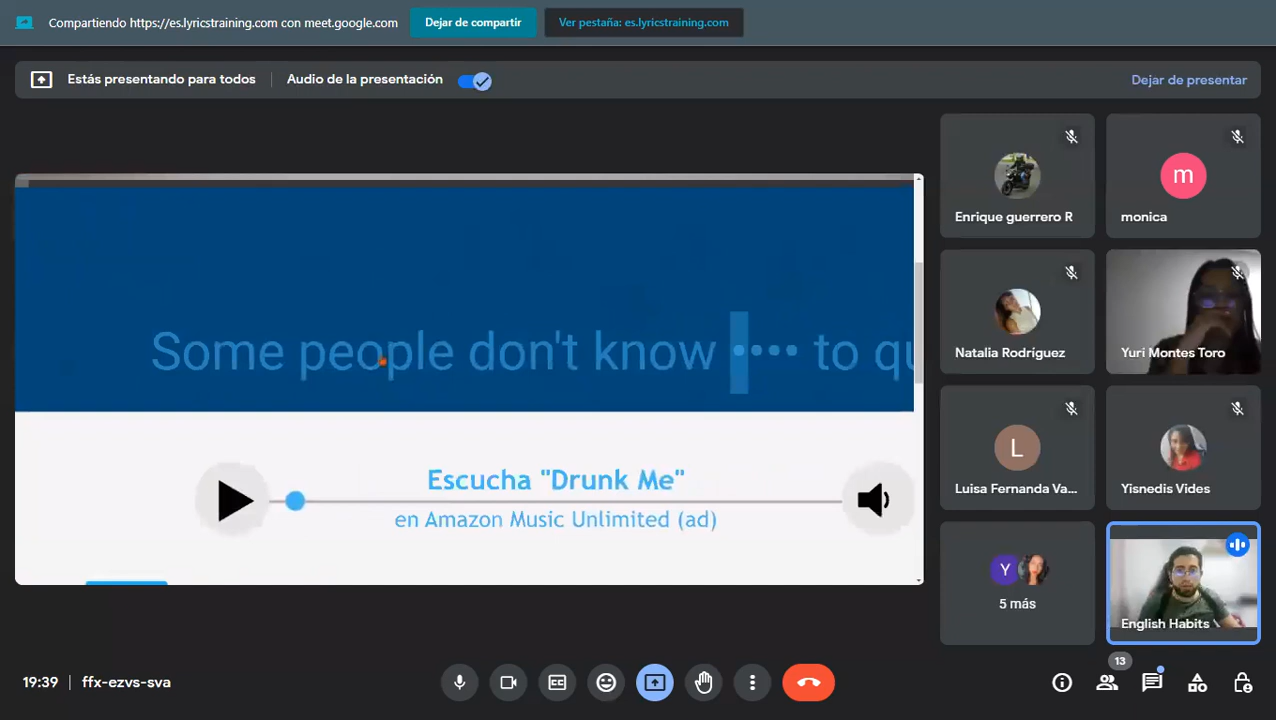 Compartiendo https://es.lyricstraining.com con meet.google.com
Dejar de compartir
Ver pestaña: es.lyricstraining.com
Estás presentando para todos
Audio de la presentación
Dejar de presentar
Some people don't know •••• to qu
Escucha "Drunk Me"
en Amazon Music Unlimited (ad)
Enrique guerrero R
m
monica
Natalia Rodríguez
Yuri Montes Toro
L
Luisa Fernanda Va...
Yisnedis Vides
Y
5 más
English Habits
19:39 | ffx-ezvs-sva
CC
13